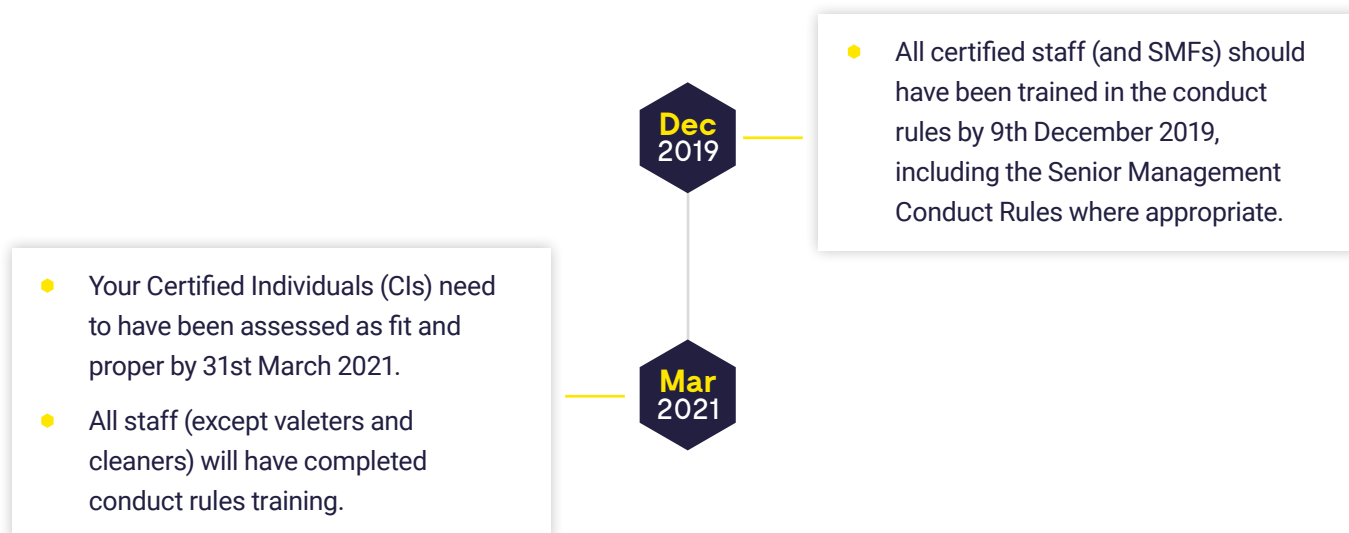 Dec
2019
All certified staff (and SMFs) should
have been trained in the conduct
rules by 9th December 2019,
including the Senior Management
Conduct Rules where appropriate.
Your Certified Individuals (CIs) need
to have been assessed as fit and
proper by 31st March 2021.
All staff (except valeters and
cleaners) will have completed
conduct rules training.
Mar
2021